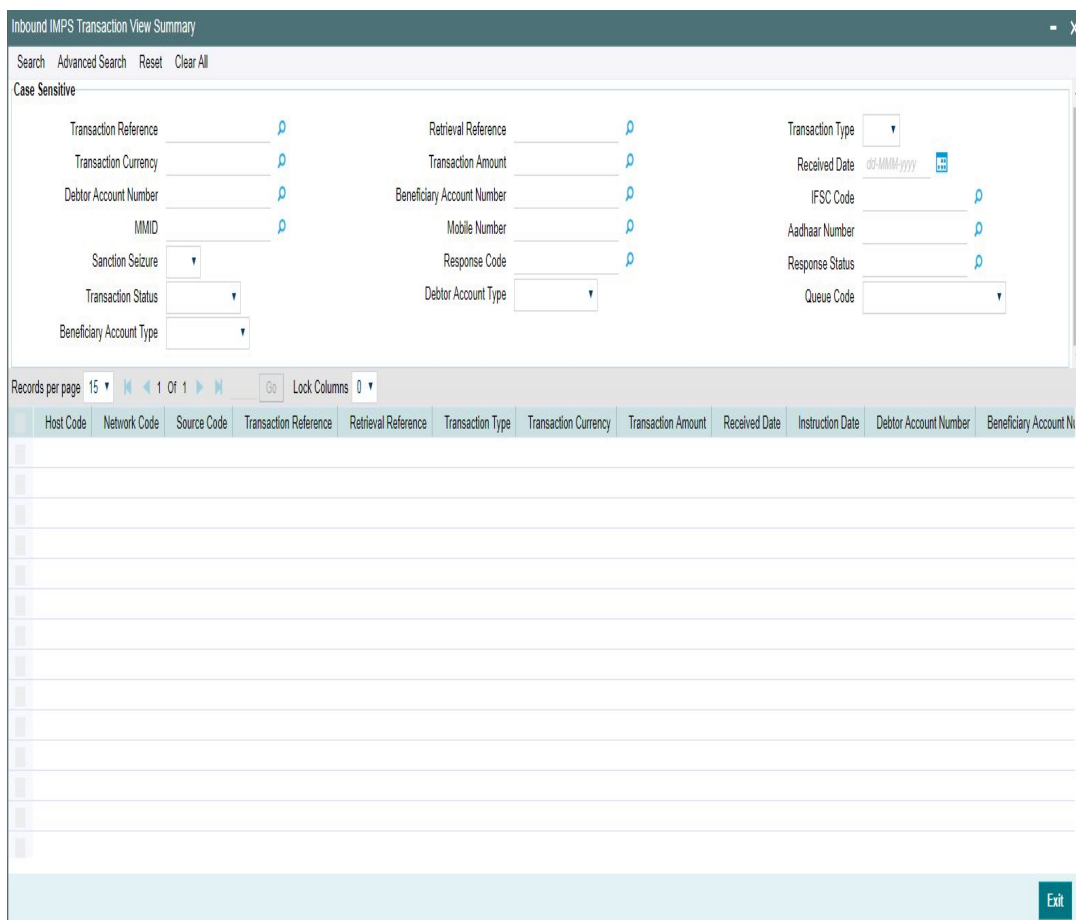 Inbound IMPS Transaction View Summary
Search Advanced Search Reset Clear All
Case Sensitive
Transaction Reference Retrieval Reference Transaction Type
Transaction Currency Transaction Amount Received Date dd-MMM-yyyy
Debtor Account Number Beneficiary Account Number IFSC Code
MMID Mobile Number Aadhaar Number
Sanction Seizure Response Code Response Status
Transaction Status Debtor Account Type Queue Code
Beneficiary Account Type
Records per page 15 1 Of 1 Go Lock Columns 0
Host Code Network Code Source Code Transaction Reference Retrieval Reference Transaction Type Transaction Currency Transaction Amount Received Date Instruction Date Debtor Account Number Beneficiary Account
Exit